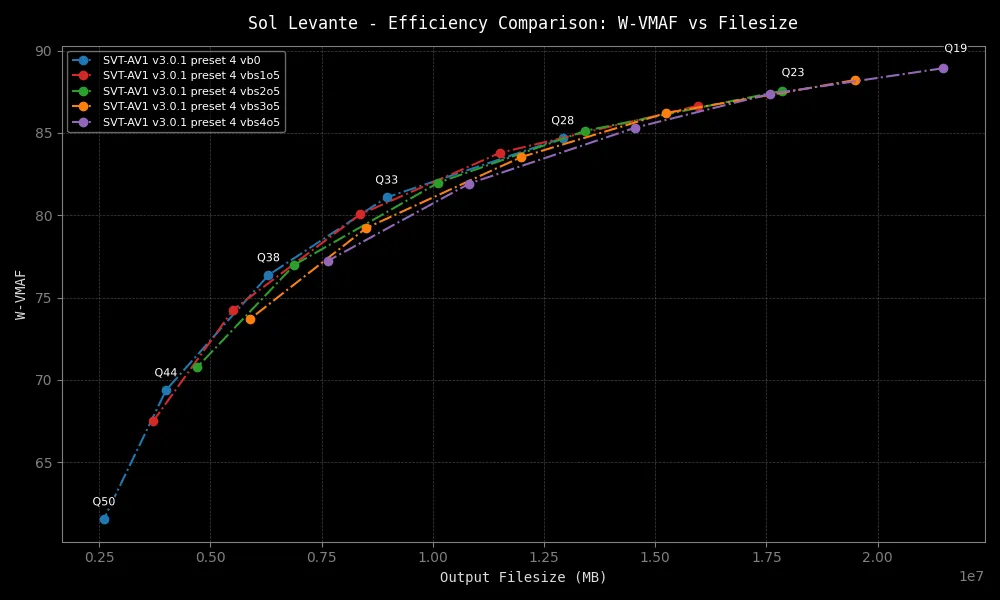 Sol Levante - Efficiency Comparison: W-VMAF vs Filesize
SVT-AV1 v3.0.1 preset 4 vb0
SVT-AV1 v3.0.1 preset 4 vbs1o5
SVT-AV1 v3.0.1 preset 4 vbs2o5
SVT-AV1 v3.0.1 preset 4 vbs3o5
SVT-AV1 v3.0.1 preset 4 vbs4o5
Q19
Q23
Q28
Q33
Q38
Q44
Q50
W-VMAF
90
85
80
75
70
65
0.25 0.50 0.75 1.00 1.25 1.50 1.75 2.00
1e7
Output Filesize (MB)